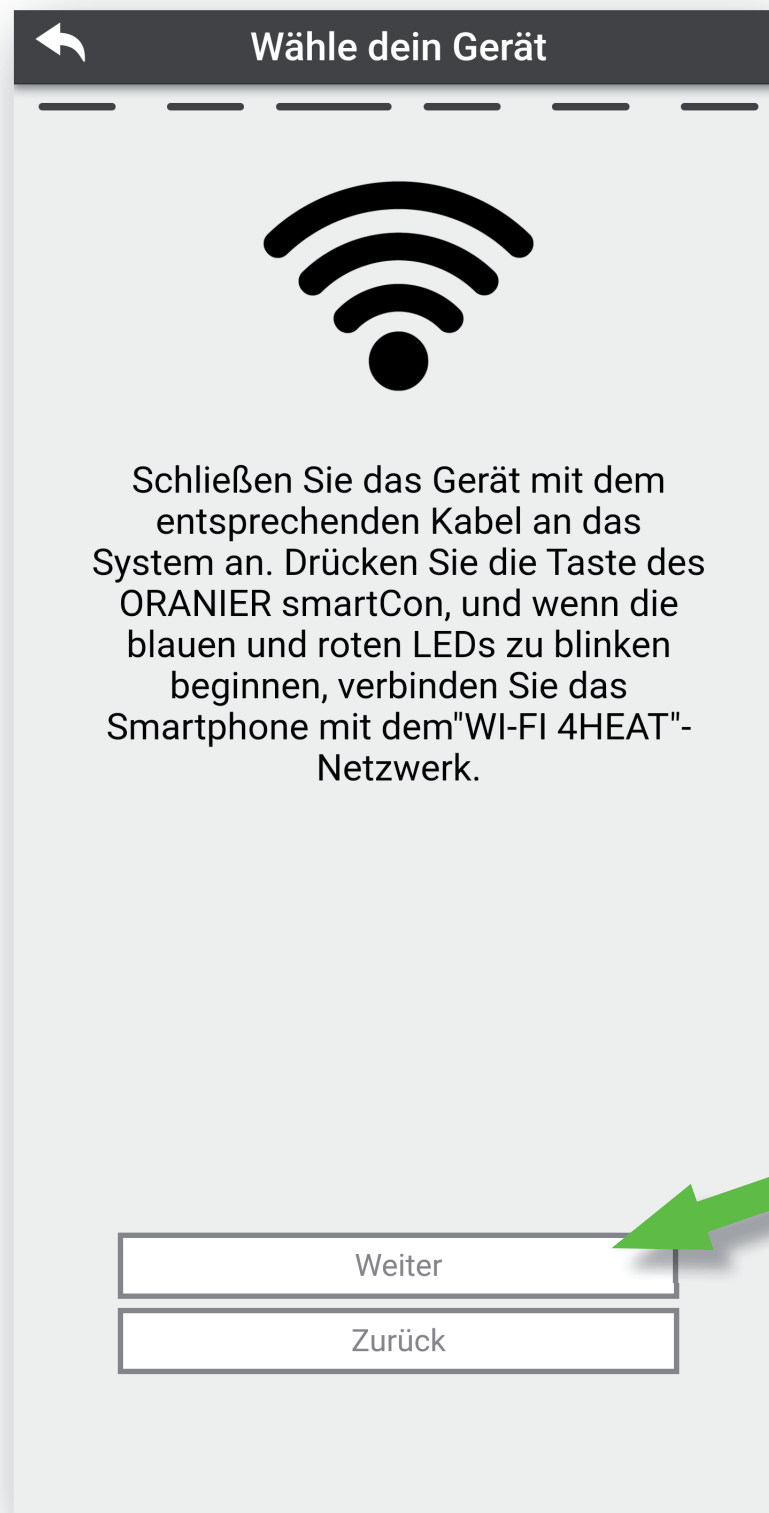 Wähle dein Gerät
Schließen Sie das Gerät mit dem
entsprechenden Kabel an das
System an. Drücken Sie die Taste des
ORANIER smartCon, und wenn die
blauen und roten LEDs zu blinken
beginnen, verbinden Sie das
Smartphone mit dem"WI-FI 4HEAT"-
Netzwerk.
Weiter
Zurück